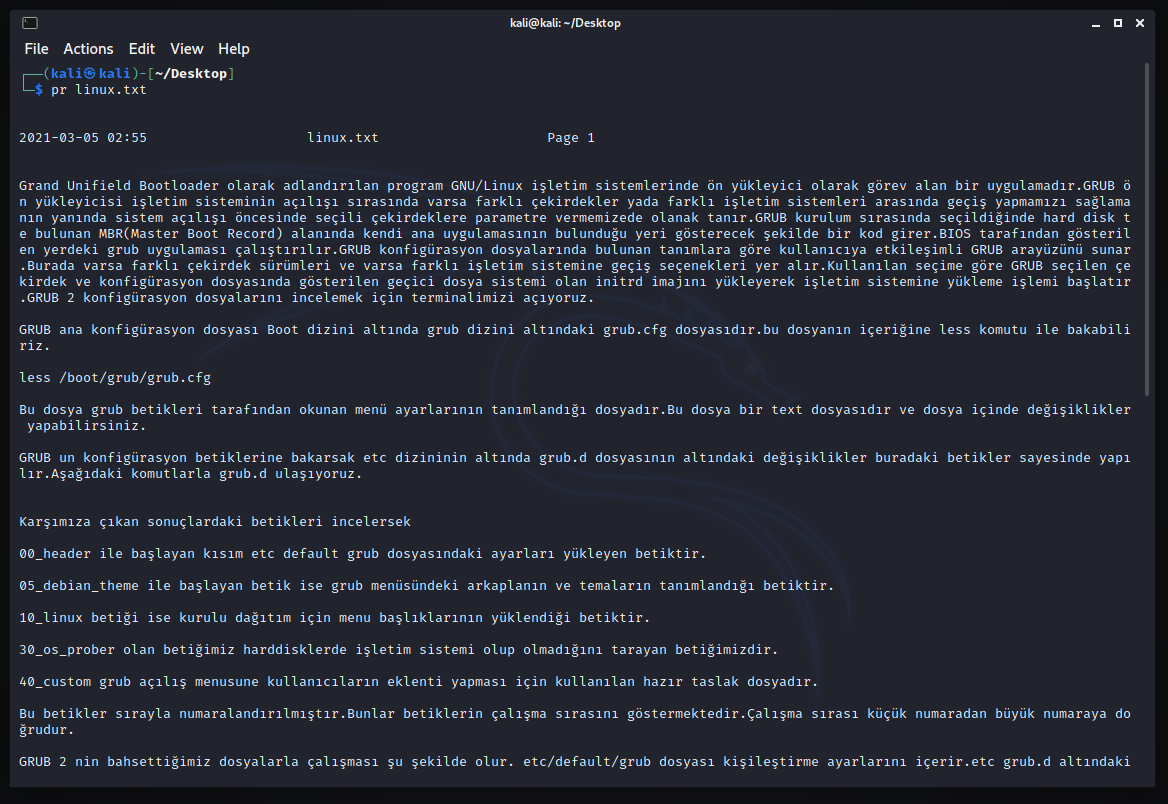 kali@kali: ~/Desktop
File Actions Edit View Help
┌──(kali㉿kali)-[~/Desktop]
└─$ pr linux.txt
2021-03-05 02:55 linux.txt Page 1
Grand Unifield Bootloader olarak adlandırılan program GNU/Linux işletim sistemlerinde ön yükleyici olarak görev alan bir uygulamadır.GRUB ö
n yükleyicisi işletim sisteminin açılışı sırasında varsa farklı çekirdekler yada farklı işletim sistemleri arasında geçiş yapmamızı sağlama
nın yanında sistem açılışı öncesinde seçili çekirdeklere parametre vermemizede olanak tanır.GRUB kurulum sırasında seçildiğinde hard disk t
e bulunan MBR(Master Boot Record) alanında kendi ana uygulamasının bulunduğu yeri gösterecek şekilde bir kod girer.BIOS tarafından gösteril
en yerdeki grub uygulaması çalıştırılır.GRUB konfigürasyon dosyalarında bulunan tanımlara göre kullanıcıya etkileşimli GRUB arayüzünü sunar
.Burada varsa farklı çekirdek sürümleri ve varsa farklı işletim sistemine geçiş seçenekleri yer alır.Kullanılan seçime göre GRUB seçilen çe
kirdek ve konfigürasyon dosyasında gösterilen geçici dosya sistemi olan initrd imajını yükleyerek işletim sistemine yükleme işlemi başlatır
.GRUB 2 konfigürasyon dosyalarını incelemek için terminalimizi açıyoruz.
GRUB ana konfigürasyon dosyası Boot dizini altında grub dizini altındaki grub.cfg dosyasıdır.bu dosyanın içeriğine less komutu ile bakabili
riz.
less /boot/grub/grub.cfg
Bu dosya grub betikleri tarafından okunan menü ayarlarının tanımlandığı dosyadır.Bu dosya bir text dosyasıdır ve dosya içinde değişiklikler
yapabilirsiniz.
GRUB un konfigürasyon betiklerine bakarsak etc dizininin altında grub.d dosyasının altındaki değişiklikler buradaki betikler sayesinde yapı
lır.Aşağıdaki komutlarla grub.d ulaşıyoruz.
Karşımıza çıkan sonuçlardaki betikleri incelersek
00_header ile başlayan kısım etc default grub dosyasındaki ayarları yükleyen betiktir.
05_debian_theme ile başlayan betik ise grub menüsündeki arkaplanın ve temaların tanımlandığı betiktir.
10_linux betiği ise kurulu dağıtım için menu başlıklarının yüklendiği betiktir.
30_os_prober olan betiğimiz harddisklerde işletim sistemi olup olmadığını tarayan betiğimizdir.
40_custom grub açılış menusune kullanıcıların eklenti yapması için kullanılan hazır taslak dosyadır.
Bu betikler sırayla numaralandırılmıştır.Bunlar betiklerin çalışma sırasını göstermektedir.Çalışma sırası küçük numaradan büyük numaraya do
ğrudur.
GRUB 2 nin bahsettiğimiz dosyalarla çalışması şu şekilde olur. etc/default/grub dosyası kişileştirme ayarlarını içerir.etc grub.d altındaki